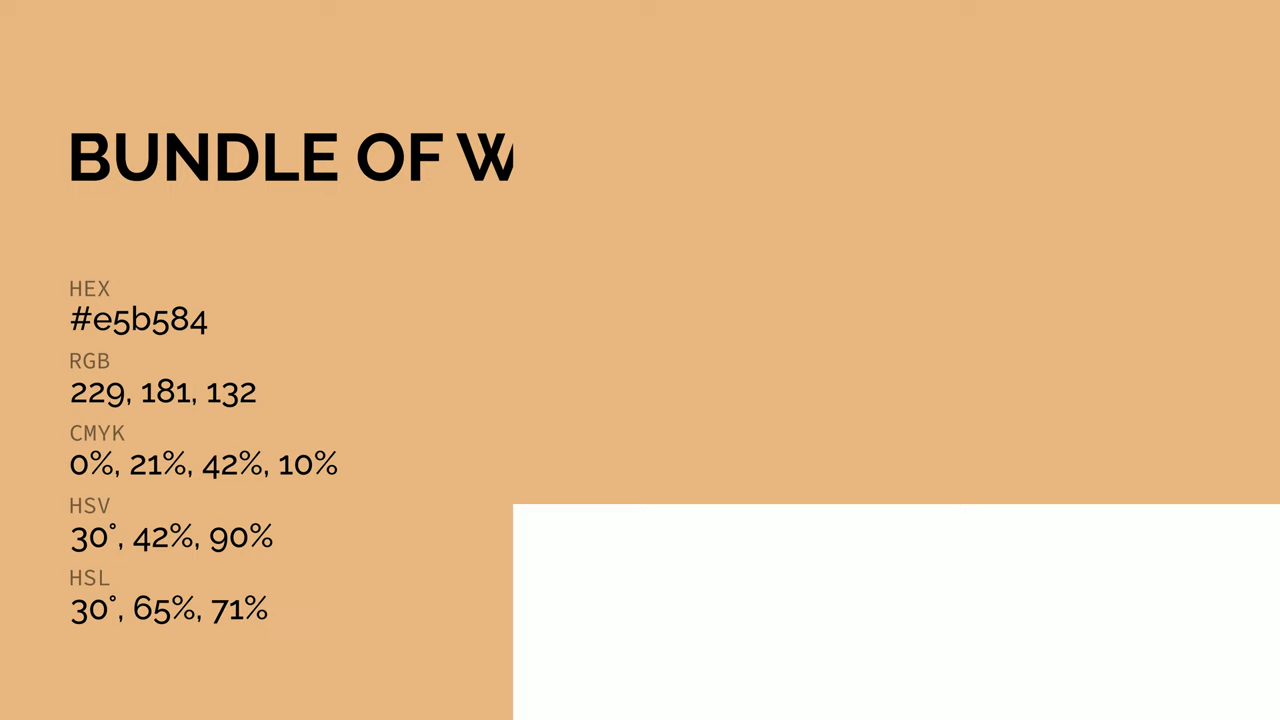 BUNDLE OF W
HEX
#e5b584
RGB
229, 181, 132
CMYK
0%, 21%, 42%, 10%
HSV
30°, 42%, 90%
HSL
30°, 65%, 71%